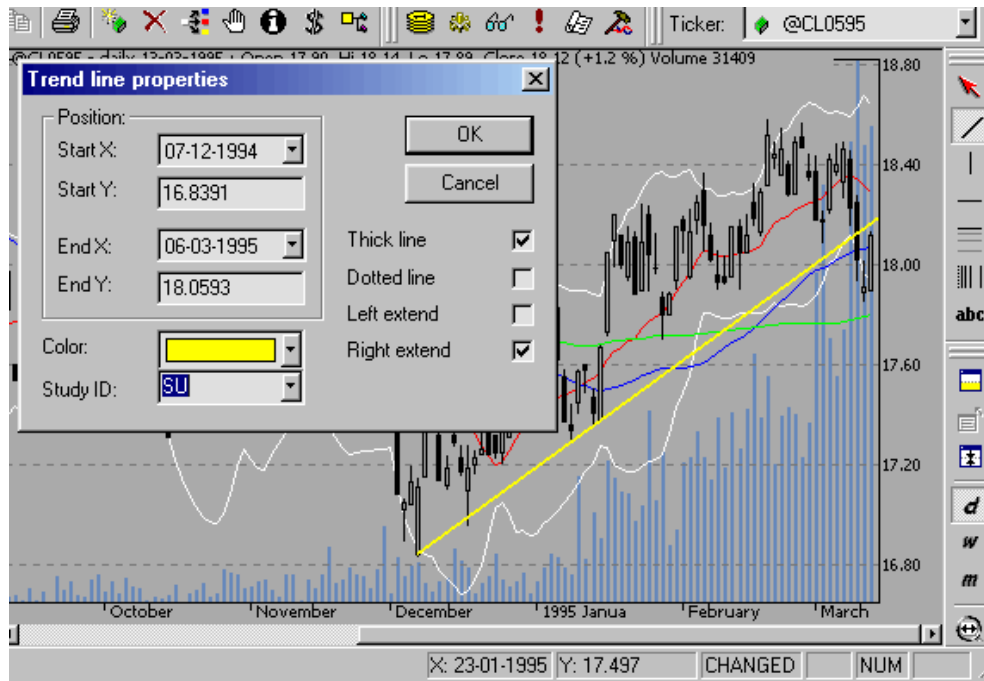 Ticker: @CL0595
@CL0595 - daily 13-03-1995 : Open 17.90, Hi 18.14, Lo 17.89, Close 18.12 (+1.2 %) Volume 31409
Trend line properties
Position:
Start X: 07-12-1994
Start Y: 16.8391
End X: 06-03-1995
End Y: 18.0593
Color:
Study ID: SU
OK
Cancel
Thick line
Dotted line
Left extend
Right extend
18.80
18.40
18.00
17.60
17.20
16.80
abc
d
w
m
October November December 1995 Janua February March
X: 23-01-1995 Y: 17.497 CHANGED NUM